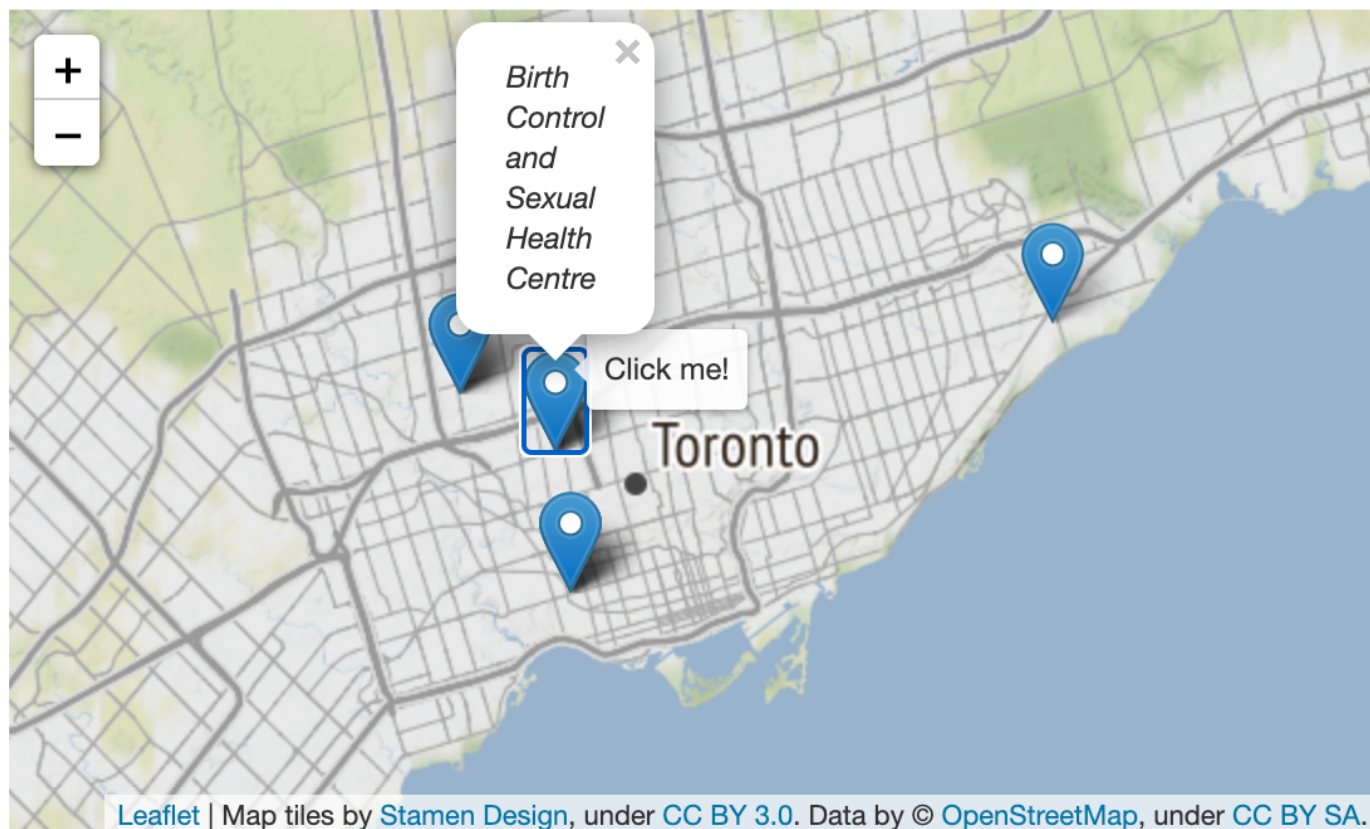 +
−
×
Birth
Control
and
Sexual
Health
Centre
Click me!
Toronto
Leaflet | Map tiles by Stamen Design, under CC BY 3.0. Data by © OpenStreetMap, under CC BY SA.